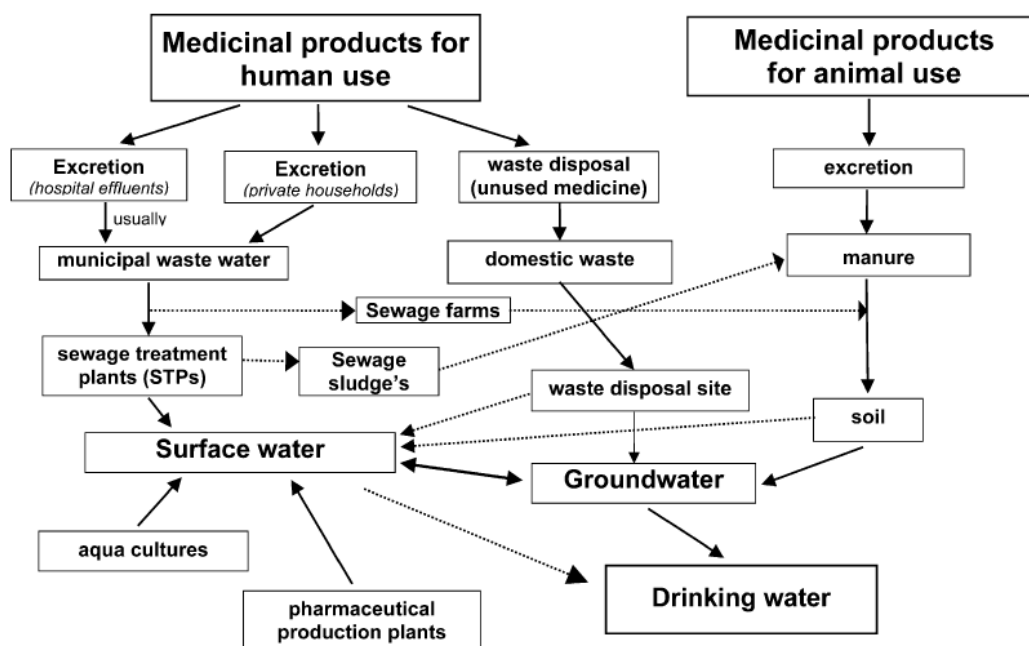 Medicinal products for
human use
Medicinal products
for animal use
Excretion
(hospital effluents)
Excretion
(private households)
waste disposal
(unused medicine)
excretion
usually
municipal waste water
domestic waste
manure
Sewage farms
sewage treatment
plants (STPs)
Sewage
sludge's
waste disposal site
soil
Surface water
Groundwater
aqua cultures
Drinking water
pharmaceutical
production plants